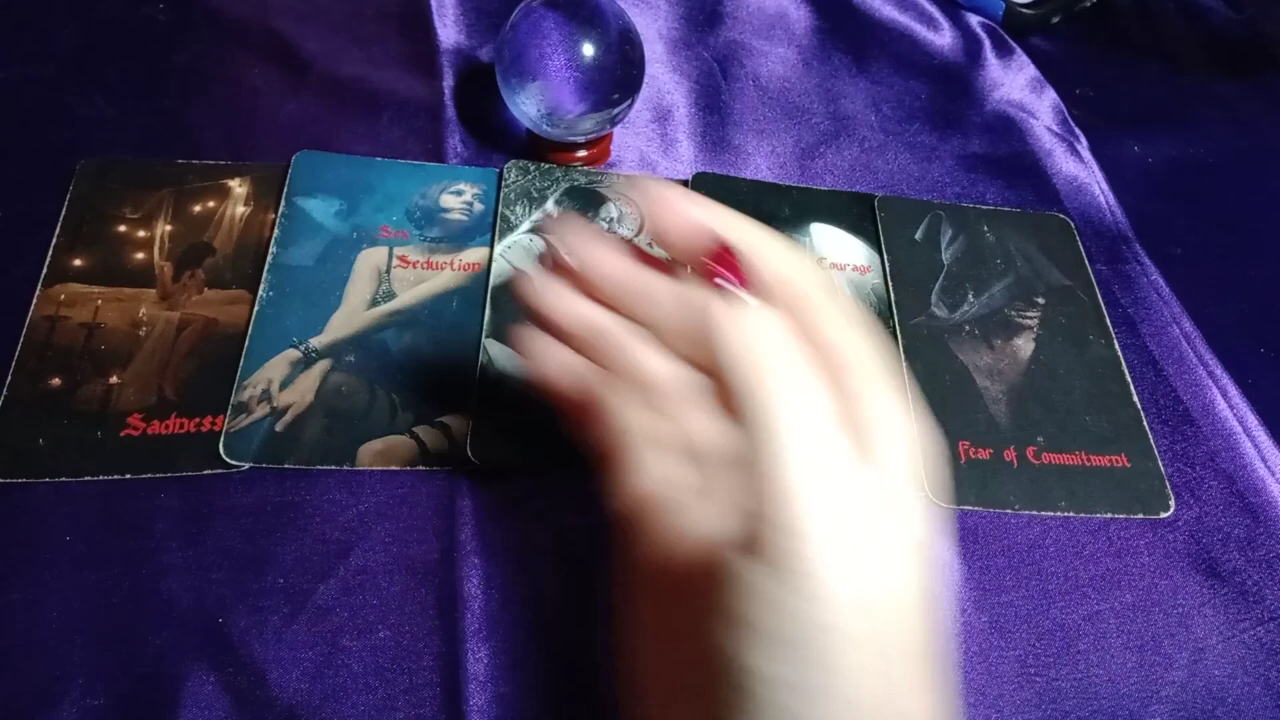 Sadness
Sex
Seduction
Courage
Fear of Commitment